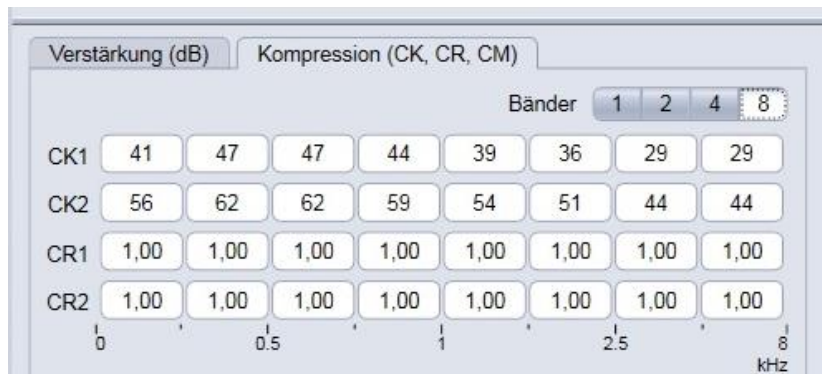 Verstärkung (dB) Kompression (CK, CR, CM)
Bänder 1 2 4 8
CK1 41 47 47 44 39 36 29 29
CK2 56 62 62 59 54 51 44 44
CR1 1,00 1,00 1,00 1,00 1,00 1,00 1,00 1,00
CR2 1,00 1,00 1,00 1,00 1,00 1,00 1,00 1,00
0 0.5 1 2.5 8
kHz